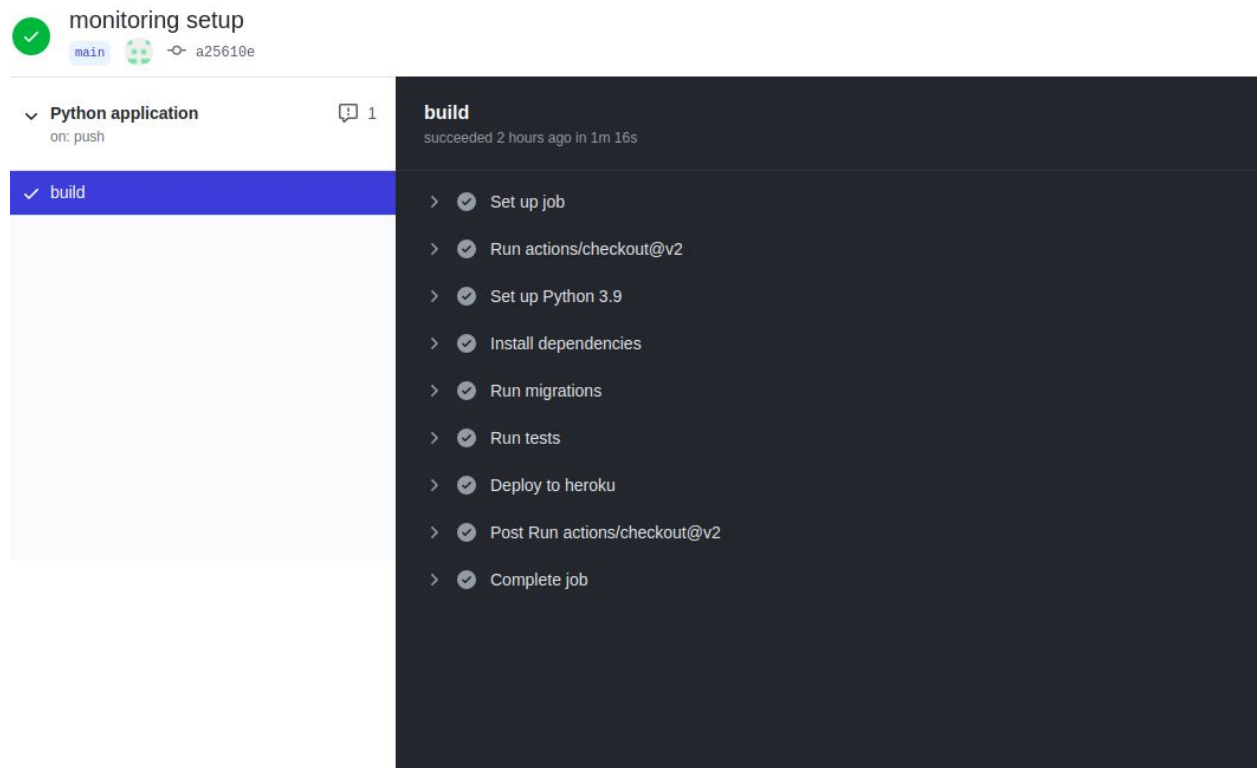 monitoring setup
main a25610e
Python application 1
on: push
build
build
succeeded 2 hours ago in 1m 16s
Set up job
Run actions/checkout@v2
Set up Python 3.9
Install dependencies
Run migrations
Run tests
Deploy to heroku
Post Run actions/checkout@v2
Complete job